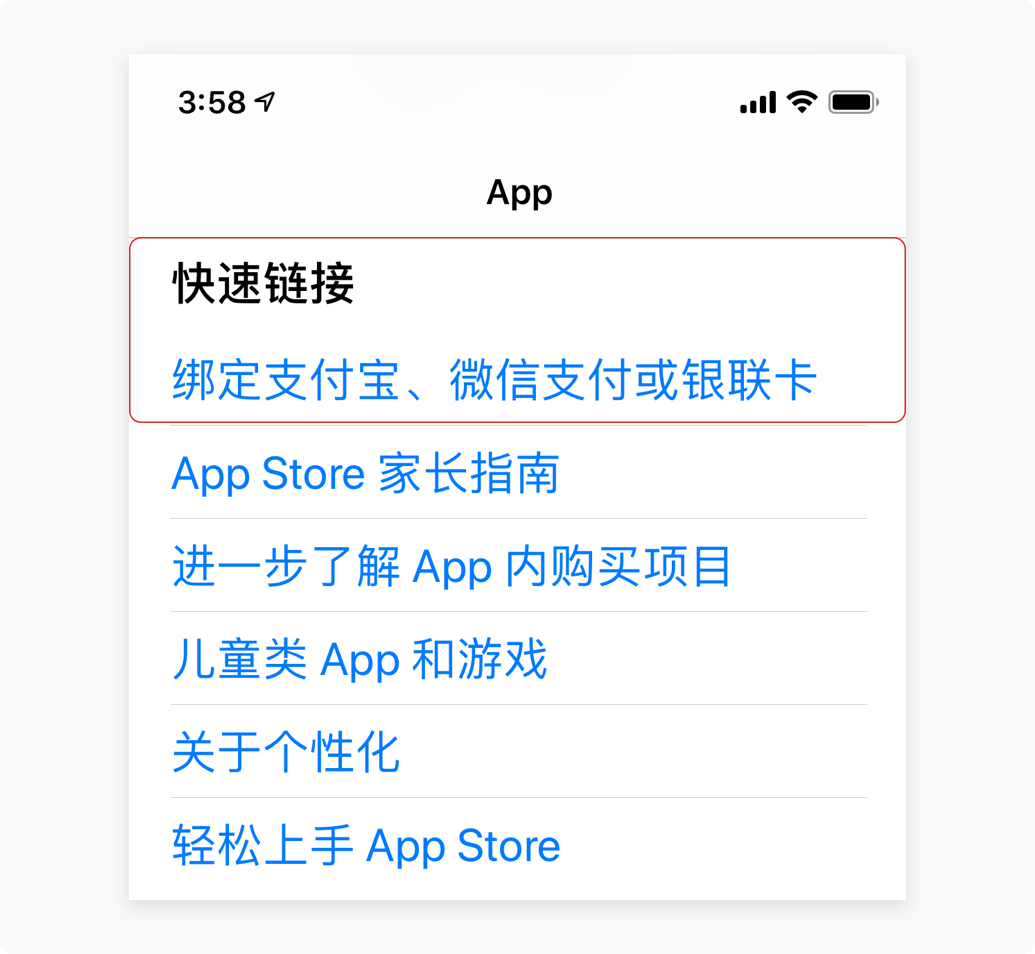 3:58
App
快速链接
绑定支付宝、微信支付或银联卡
App Store 家长指南
进一步了解 App 内购买项目
儿童类 App 和游戏
关于个性化
轻松上手 App Store